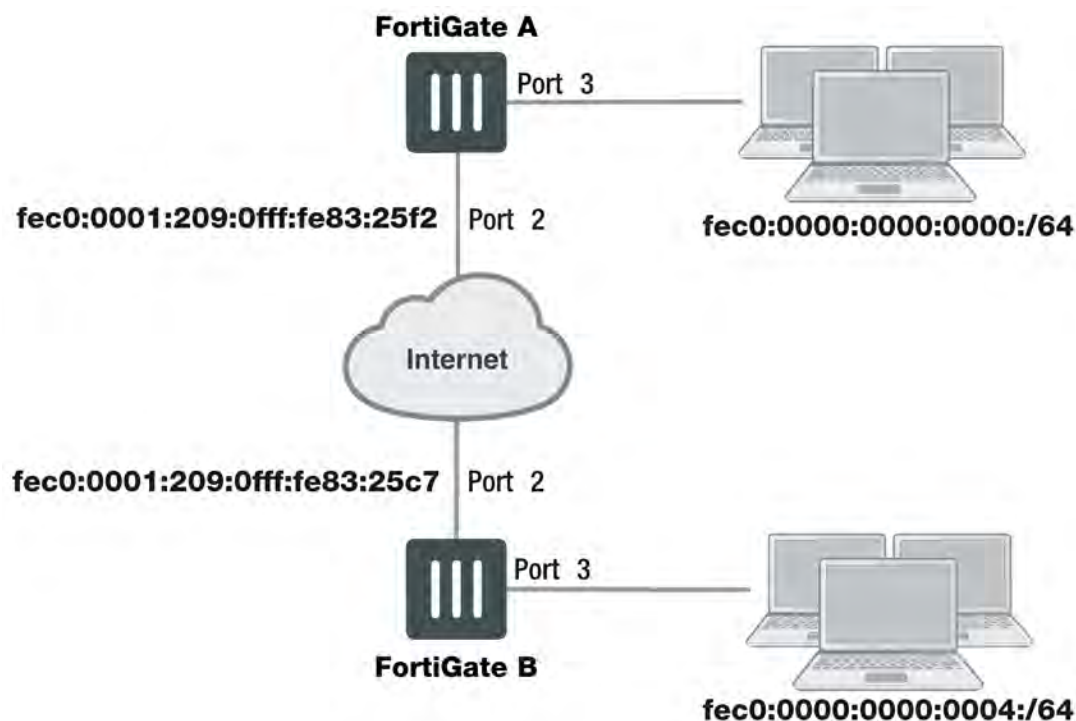 FortiGate A
Port 3
fec0:0001:209:0fff:fe83:25f2
Port 2
fec0:0000:0000:0000:/64
Internet
fec0:0001:209:0fff:fe83:25c7
Port 2
Port 3
FortiGate B
fec0:0000:0000:0004:/64